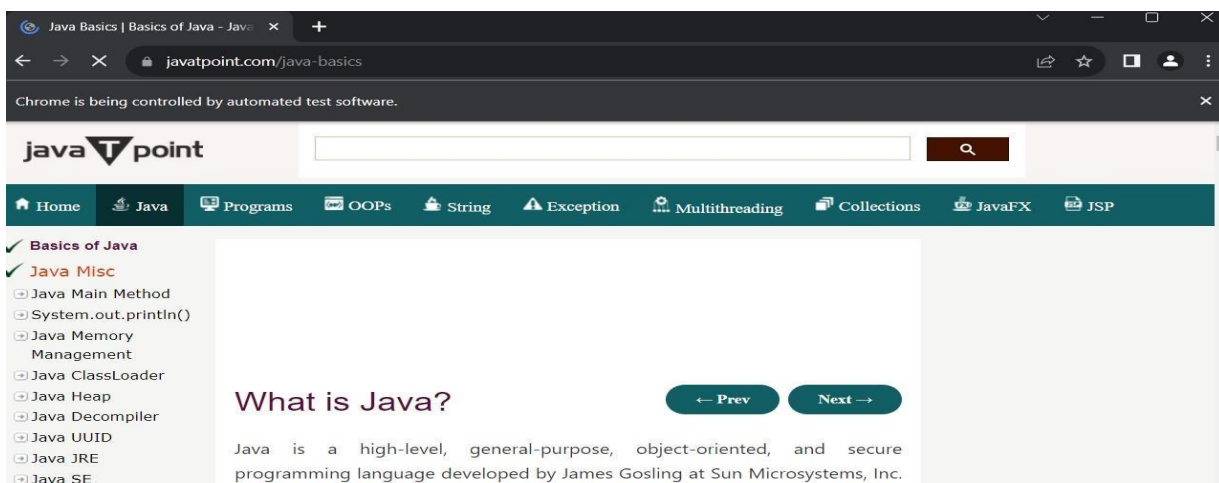 Java Basics | Basics of Java - Java
javatpoint.com/java-basics
Chrome is being controlled by automated test software.
javaTpoint
Home Java Programs OOPs String Exception Multithreading Collections JavaFX JSP
Basics of Java
Java Misc
Java Main Method
System.out.println()
Java Memory
Management
Java ClassLoader
Java Heap
Java Decompiler
Java UUID
Java JRE
Java SE
What is Java?
← Prev Next →
Java is a high-level, general-purpose, object-oriented, and secure
programming language developed by James Gosling at Sun Microsystems, Inc.